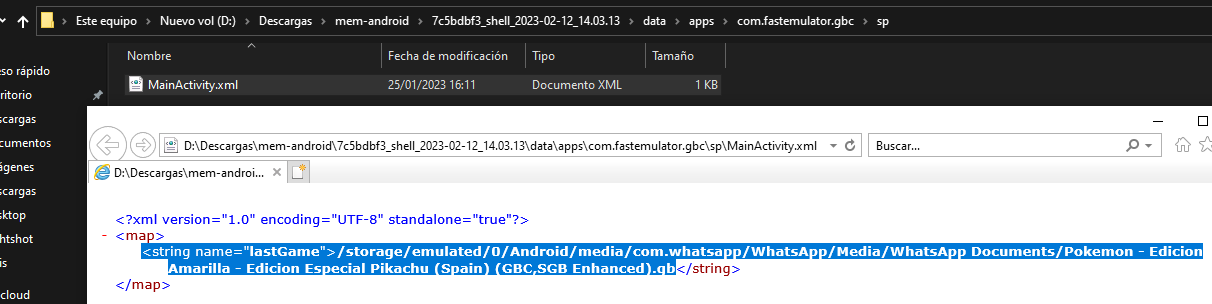 Este equipo > Nuevo vol (D:) > Descargas > mem-android > 7c5bdbf3_shell_2023-02-12_14.03.13 > data > apps > com.fastemulator.gbc > sp
Nombre Fecha de modificación Tipo Tamaño
eso rápido
MainActivity.xml 25/01/2023 16:11 Documento XML 1 KB
critorio
scargas
cumentos
ágenes
scargas
sktop
htshot
is
cloud
D:\Descargas\mem-android\7c5bdbf3_shell_2023-02-12_14.03.13\data\apps\com.fastemulator.gbc\sp\MainActivity.xml
Buscar...
D:\Descargas\mem-androi...
<?xml version="1.0" encoding="UTF-8" standalone="true"?>
- <map>
<string name="lastGame">/storage/emulated/0/Android/media/com.whatsapp/WhatsApp/Media/WhatsApp Documents/Pokemon - Edicion
Amarilla - Edicion Especial Pikachu (Spain) (GBC,SGB Enhanced).gb</string>
</map>